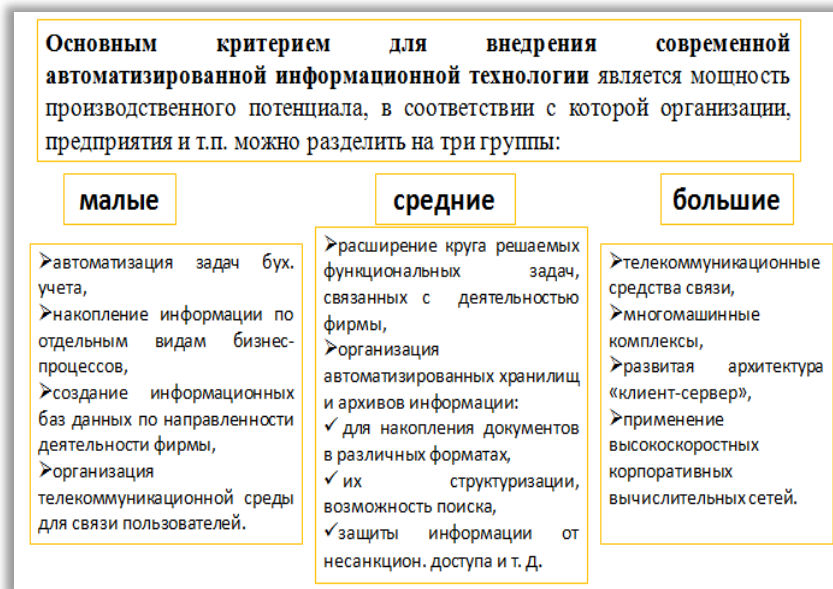 Основным критерием для внедрения современной
автоматизированной информационной технологии является мощность
производственного потенциала, в соответствии с которой организации,
предприятия и т.п. можно разделить на три группы:
малые
➢автоматизация задач бух.
учета,
➢накопление информации по
отдельным видам бизнес-
процессов,
➢создание информационных
баз данных по направленности
деятельности фирмы,
➢организация
телекоммуникационной среды
для связи пользователей.
средние
➢расширение круга решаемых
функциональных задач,
связанных с деятельностью
фирмы,
➢организация
автоматизированных хранилищ
и архивов информации:
✓ для накопления документов
в различных форматах,
✓ их структуризации,
возможность поиска,
✓защиты информации от
несанкцион. доступа и т. Д.
большие
➢телекоммуникационные
средства связи,
➢многомашинные
комплексы,
➢развитая архитектура
«клиент-сервер»,
➢применение
высокоскоростных
корпоративных
вычислительных сетей.